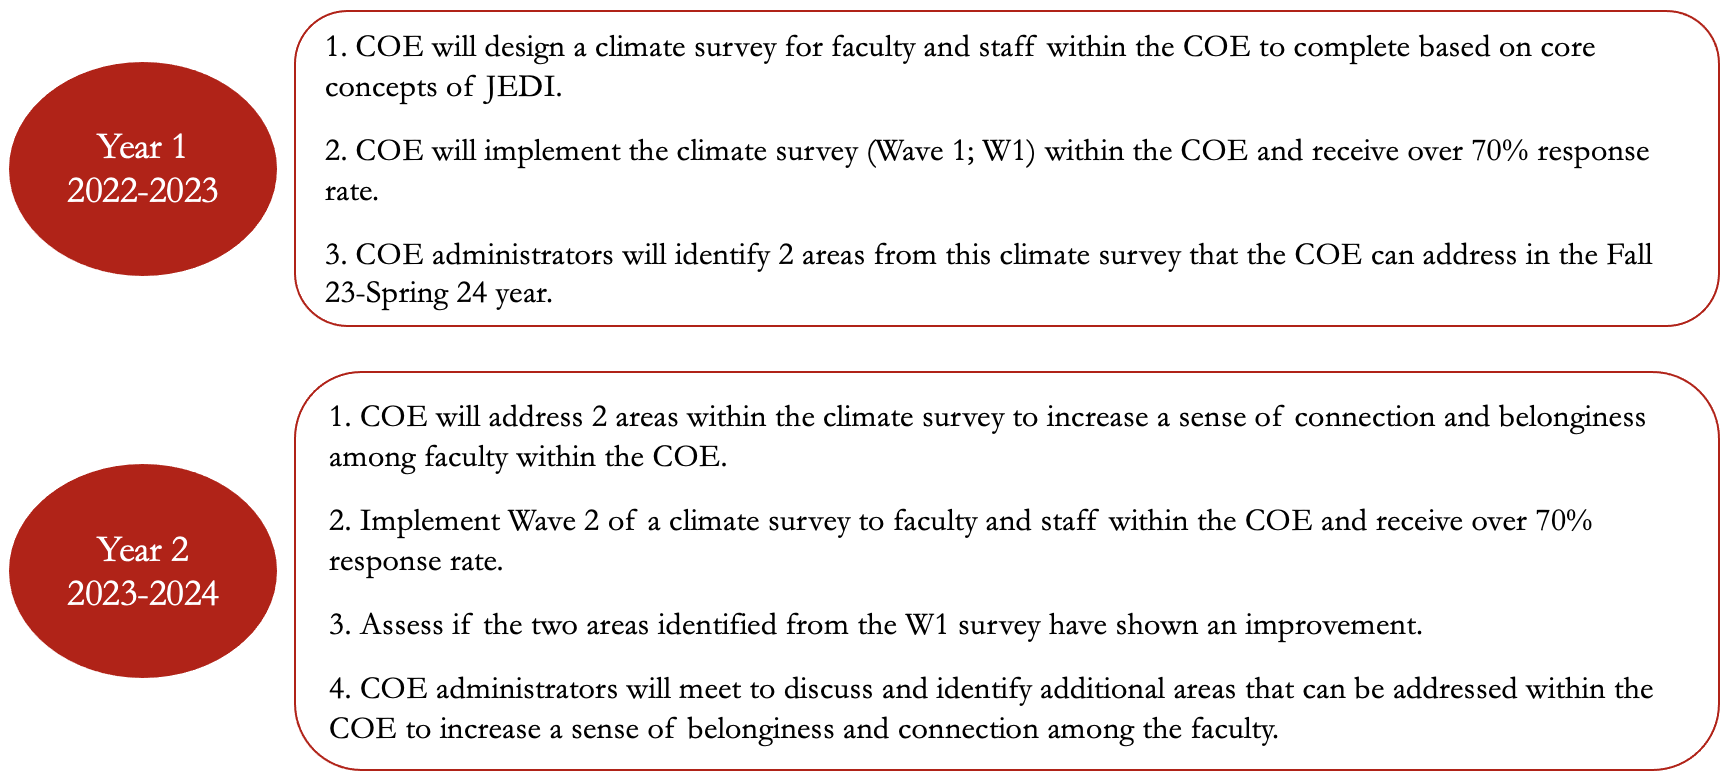 Year 1
2022-2023
1. COE will design a climate survey for faculty and staff within the COE to complete based on core
concepts of JEDI.
2. COE will implement the climate survey (Wave 1; W1) within the COE and receive over 70% response
rate.
3. COE administrators will identify 2 areas from this climate survey that the COE can address in the Fall
23-Spring 24 year.
Year 2
2023-2024
1. COE will address 2 areas within the climate survey to increase a sense of connection and belonginess
among faculty within the COE.
2. Implement Wave 2 of a climate survey to faculty and staff within the COE and receive over 70%
response rate.
3. Assess if the two areas identified from the W1 survey have shown an improvement.
4. COE administrators will meet to discuss and identify additional areas that can be addressed within the
COE to increase a sense of belonginess and connection among the faculty.